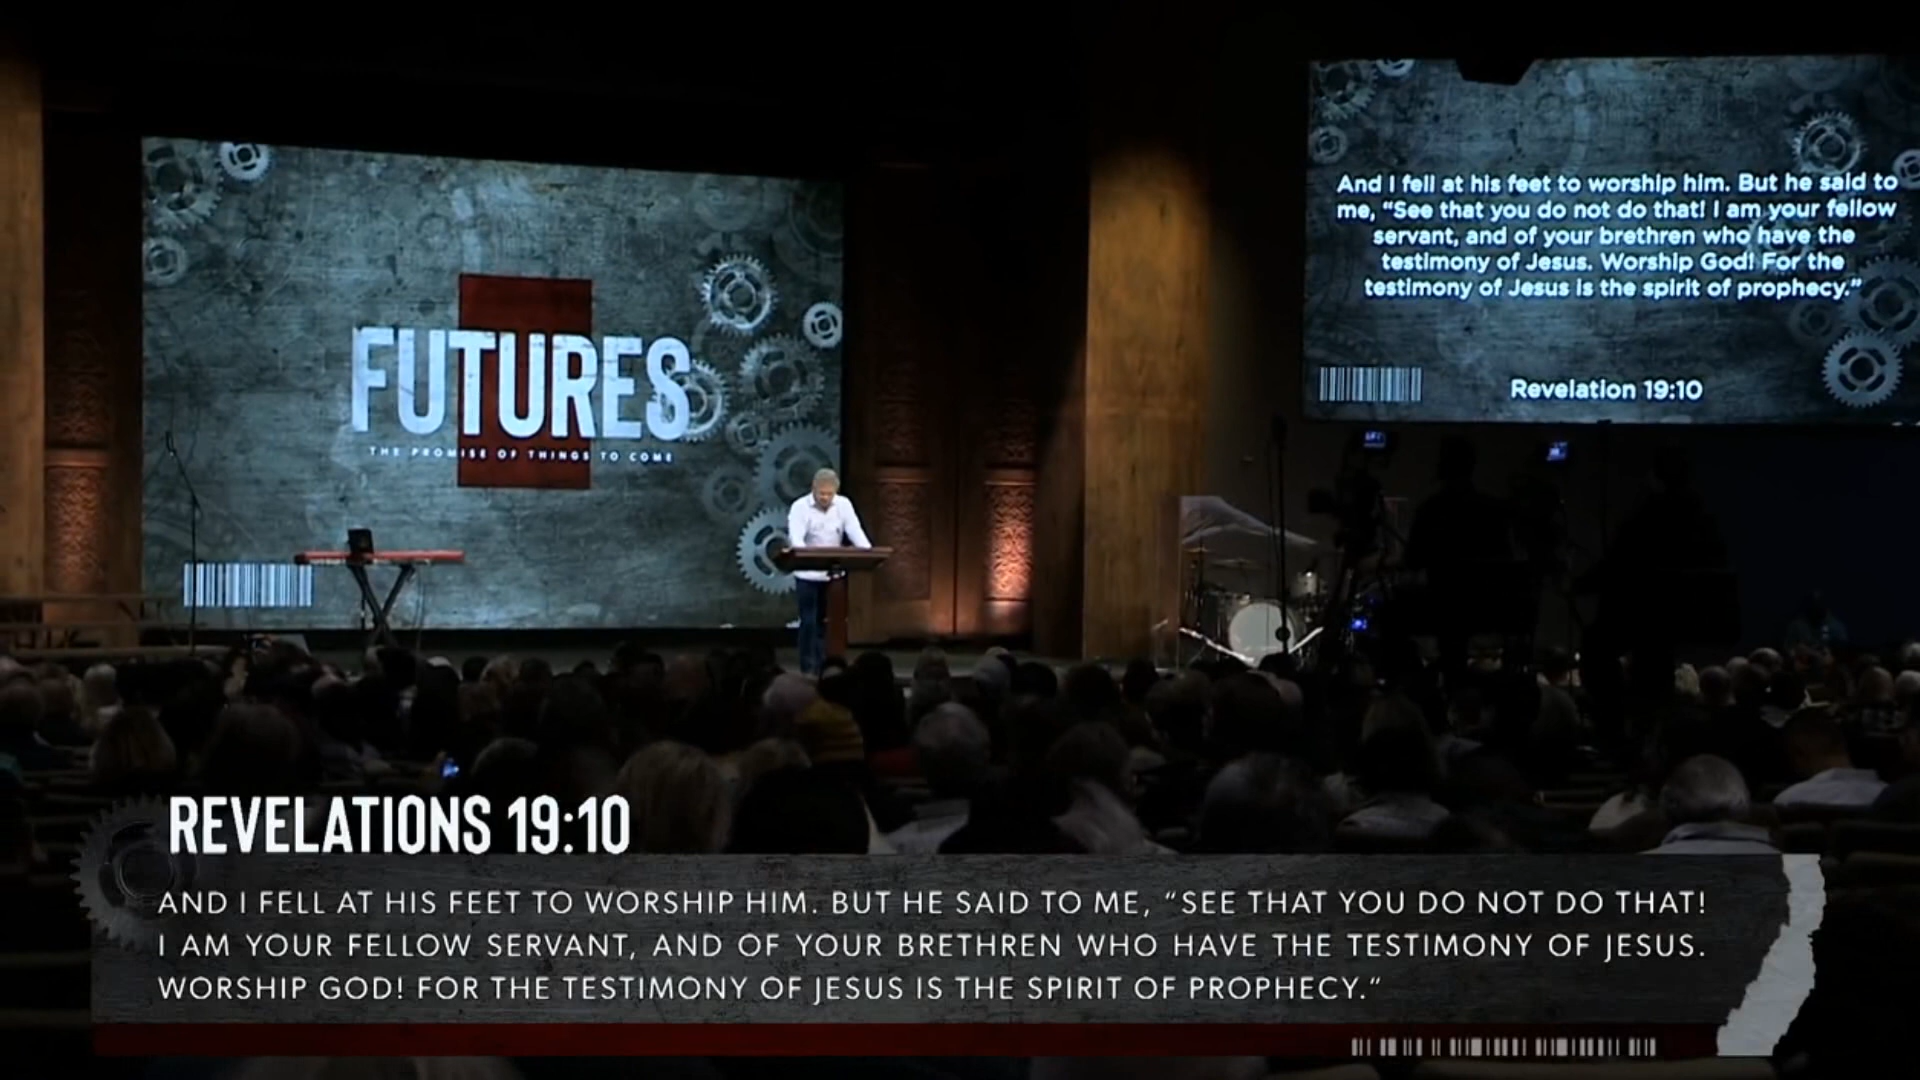 FUTURES
THE PROMISE OF THINGS TO COME
And I fell at his feet to worship him. But he said to
me, “See that you do not do that! I am your fellow
servant, and of your brethren who have the
testimony of Jesus. Worship God! For the
testimony of Jesus is the spirit of prophecy.”
Revelation 19:10
REVELATIONS 19:10
AND I FELL AT HIS FEET TO WORSHIP HIM. BUT HE SAID TO ME, “SEE THAT YOU DO NOT DO THAT!
I AM YOUR FELLOW SERVANT, AND OF YOUR BRETHREN WHO HAVE THE TESTIMONY OF JESUS.
WORSHIP GOD! FOR THE TESTIMONY OF JESUS IS THE SPIRIT OF PROPHECY.“